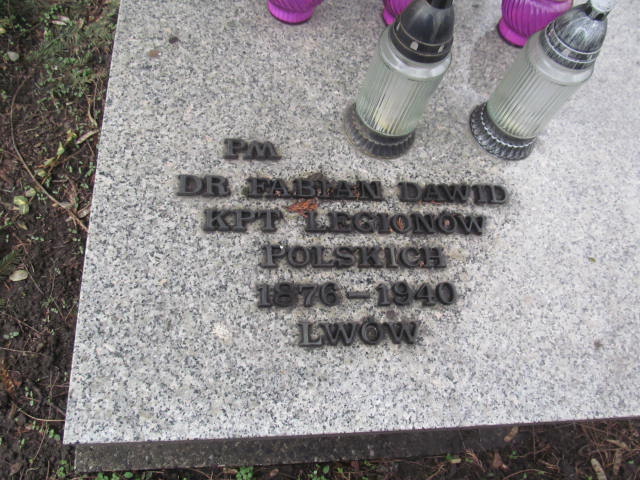 PM
DR FABIAN DAWID
KPT LEGIONÓW
POLSKICH
1876-1940
LWÓW